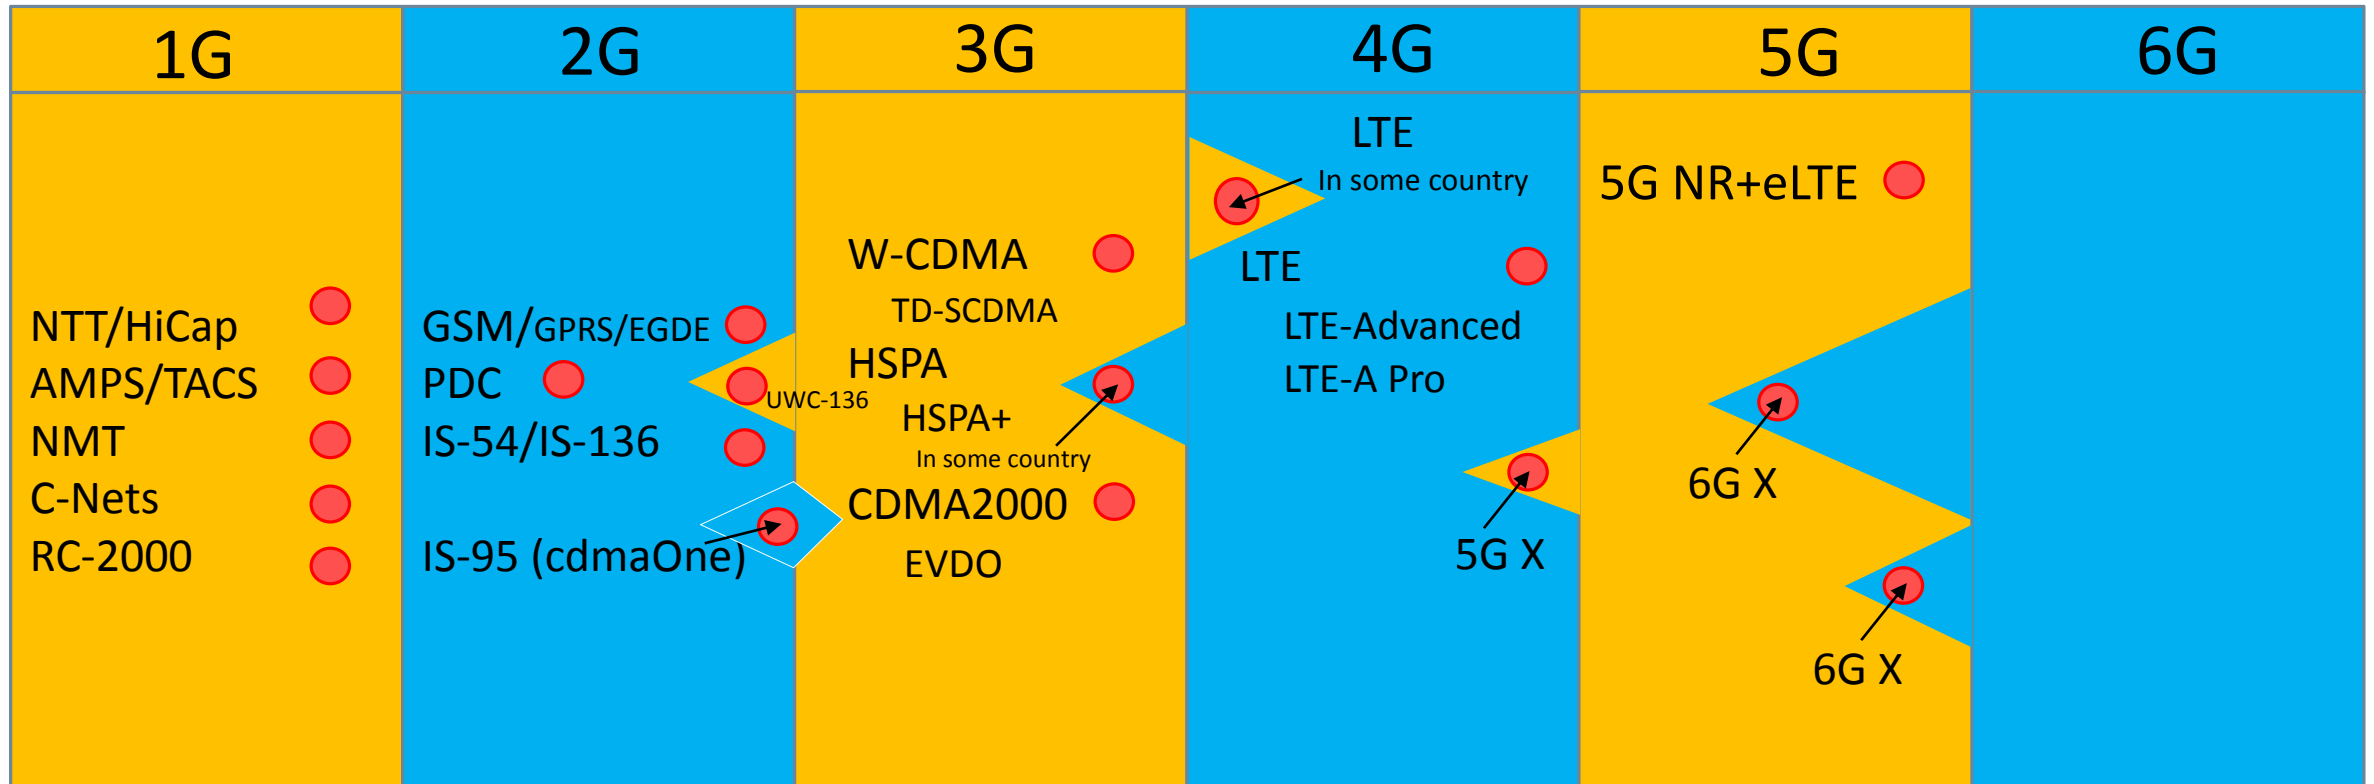 1G
2G
3G
4G
5G
6G
NTT/HiCap
AMPS/TACS
NMT
C-Nets
RC-2000
GSM/GPRS/EGDE
PDC
UWC-136
IS-54/IS-136
IS-95 (cdmaOne)
W-CDMA
TD-SCDMA
HSPA
HSPA+
In some country
CDMA2000
EVDO
LTE
In some country
LTE
LTE-Advanced
LTE-A Pro
5G X
5G NR+eLTE
6G X
6G X